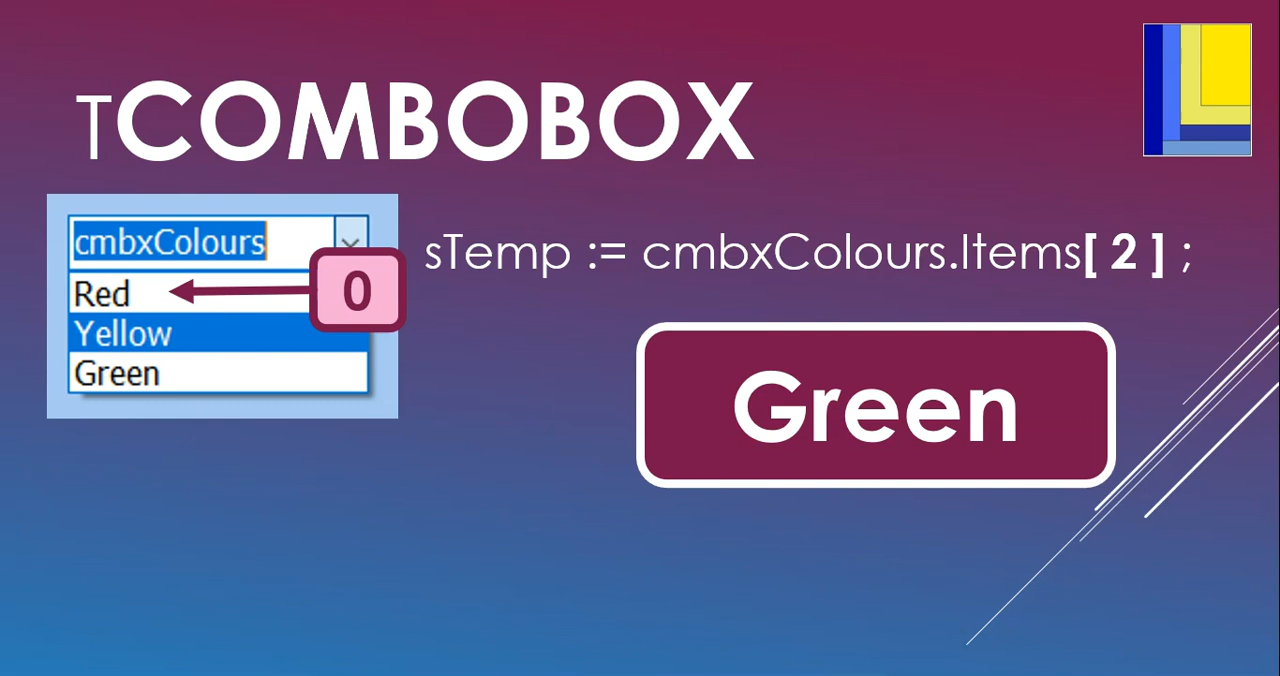 TCOMBOBOX
cmbxColours
Red
0
Yellow
Green
sTemp := cmbxColours.Items[ 2 ] ;
Green